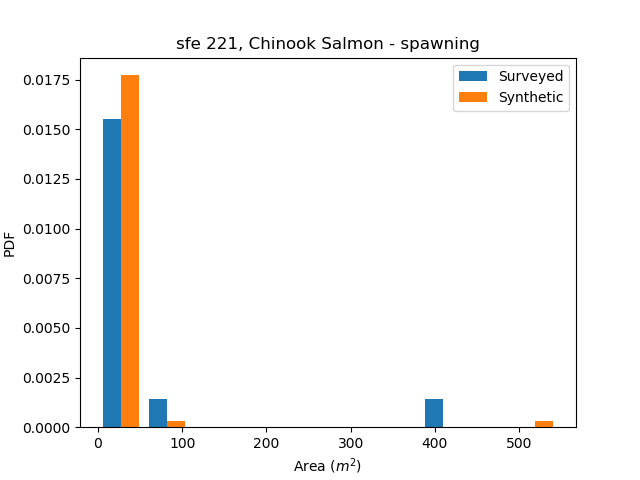 sfe 221, Chinook Salmon - spawning
Surveyed
Synthetic
0.0175
0.0150
0.0125
0.0100
0.0075
0.0050
0.0025
0.0000
PDF
0 100 200 300 400 500
Area (m²)